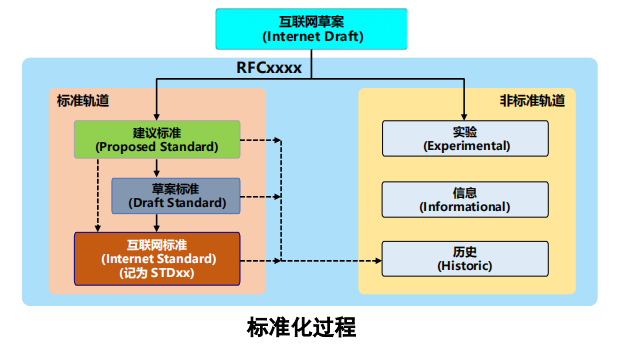 互联网草案
(Internet Draft)
RFCxxxx
标准轨道
非标准轨道
建议标准
(Proposed Standard)
实验
(Experimental)
草案标准
(Draft Standard)
信息
(Informational)
互联网标准
(Internet Standard)
(记为 STDxx)
历史
(Historic)
标准化过程